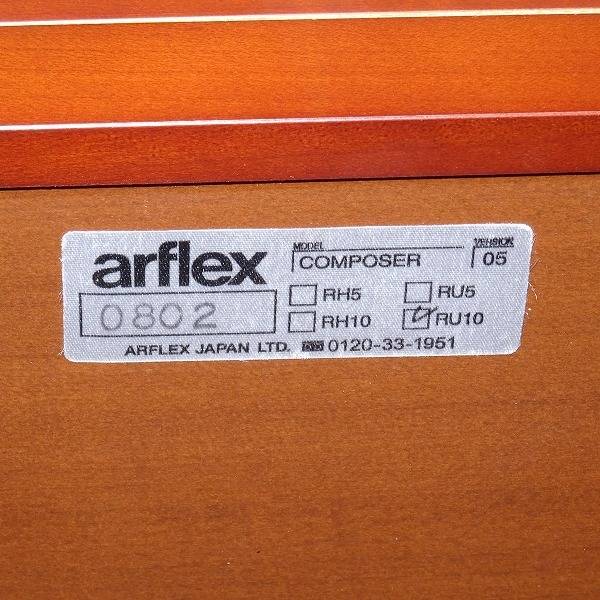 arflex
MODEL
COMPOSER
VERSION
05
0802
RH5
RU5
RH10
RU10
ARFLEX JAPAN LTD. 0120-33-1951